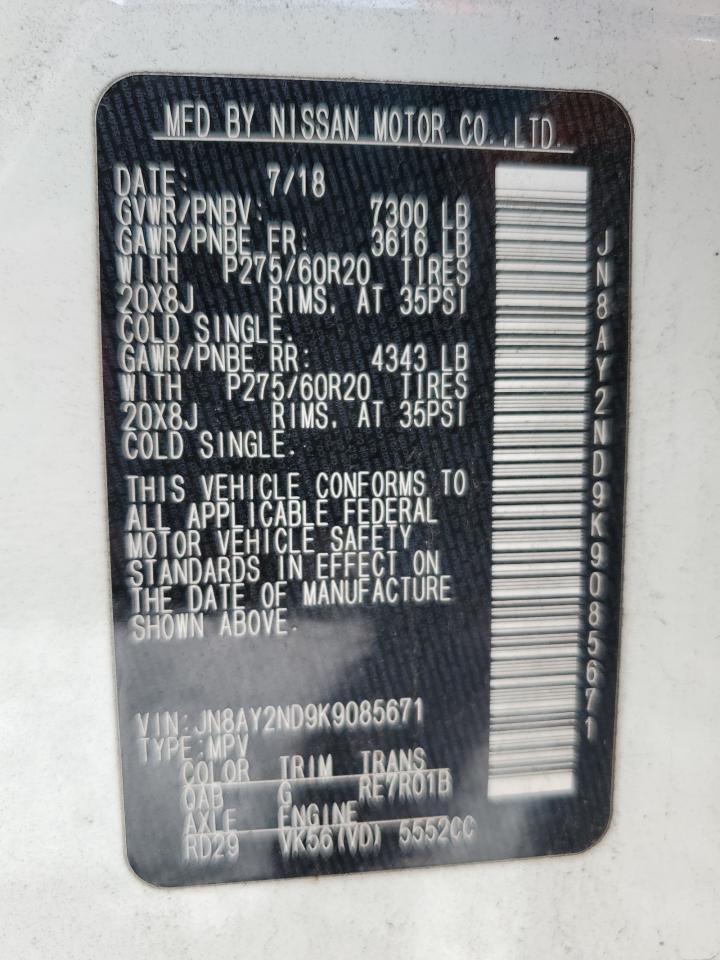 MFD BY NISSAN MOTOR CO.,LTD.
DATE: 7/18
GVWR/PNBV: 7300 LB
GAWR/PNBE FR: 3616 LB
WITH P275/60R20 TIRES
20X8J RIMS, AT 35PSI
COLD SINGLE.
GAWR/PNBE RR: 4343 LB
WITH P275/60R20 TIRES
20X8J RIMS, AT 35PSI
COLD SINGLE.
THIS VEHICLE CONFORMS TO
ALL APPLICABLE FEDERAL
MOTOR VEHICLE SAFETY
STANDARDS IN EFFECT ON
THE DATE OF MANUFACTURE
SHOWN ABOVE.
VIN:JN8AY2ND9K9085671
TYPE:MPV
COLOR TRIM TRANS
QAB G RE7R01B
AXLE ENGINE
RD29 VK56(VD) 5552CC
JN8AY2ND9K9085671